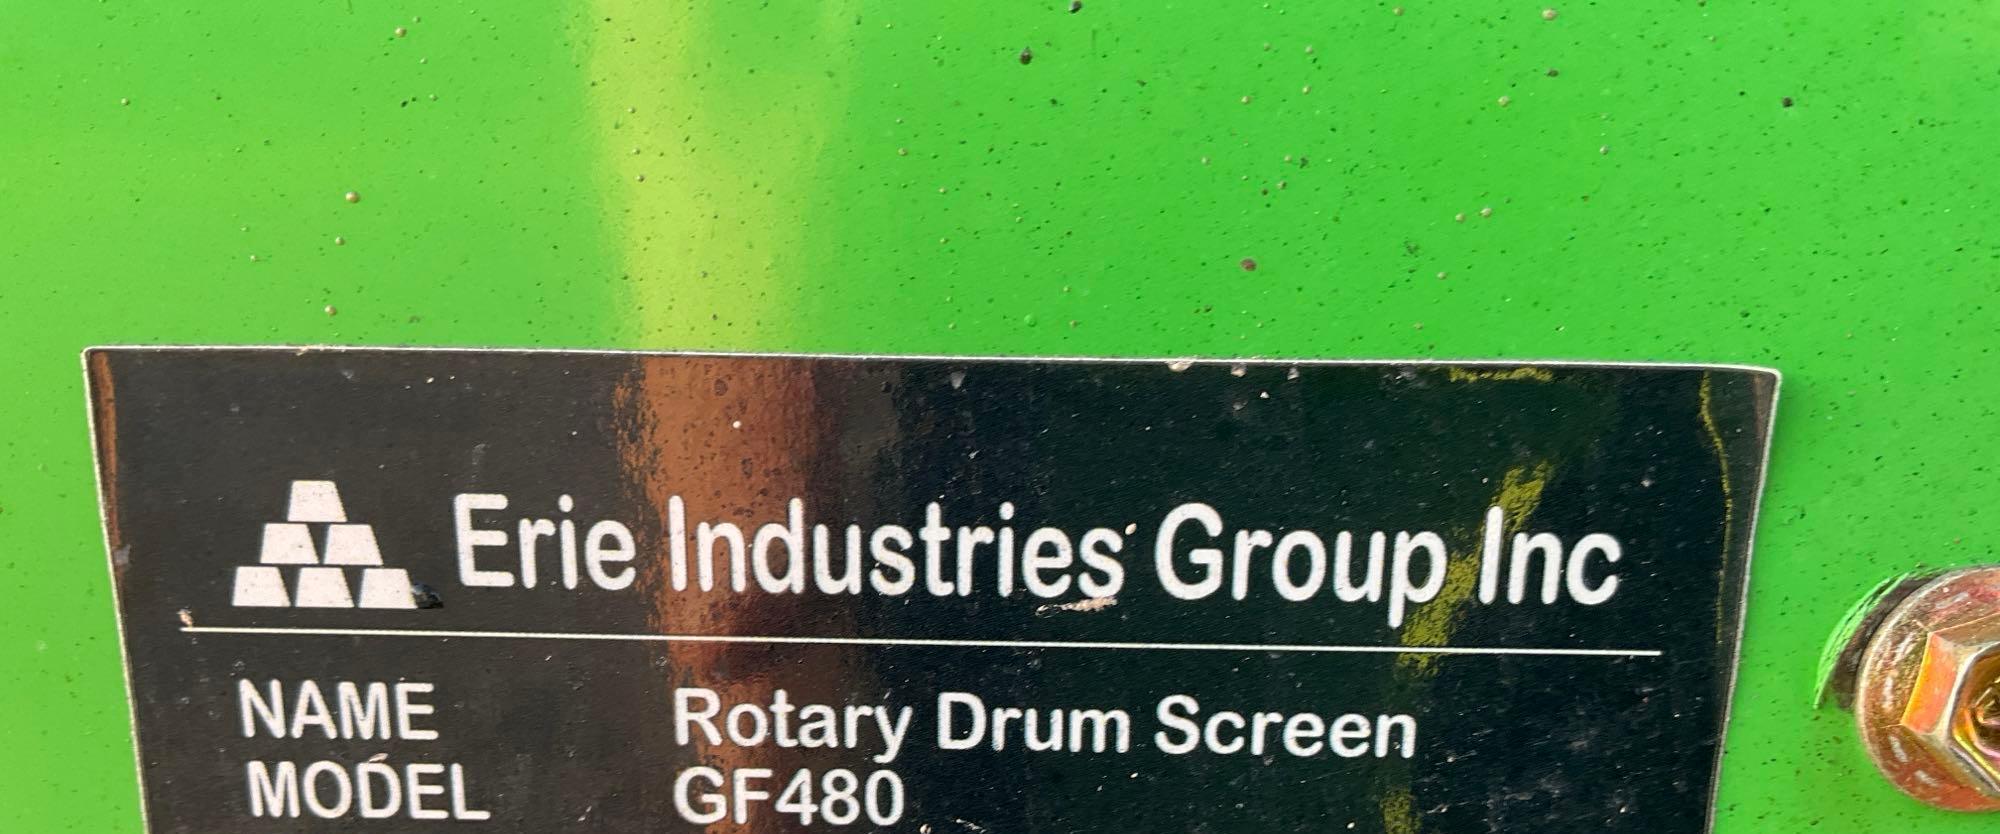 Erie Industries Group Inc
NAME Rotary Drum Screen
MODEL GF480